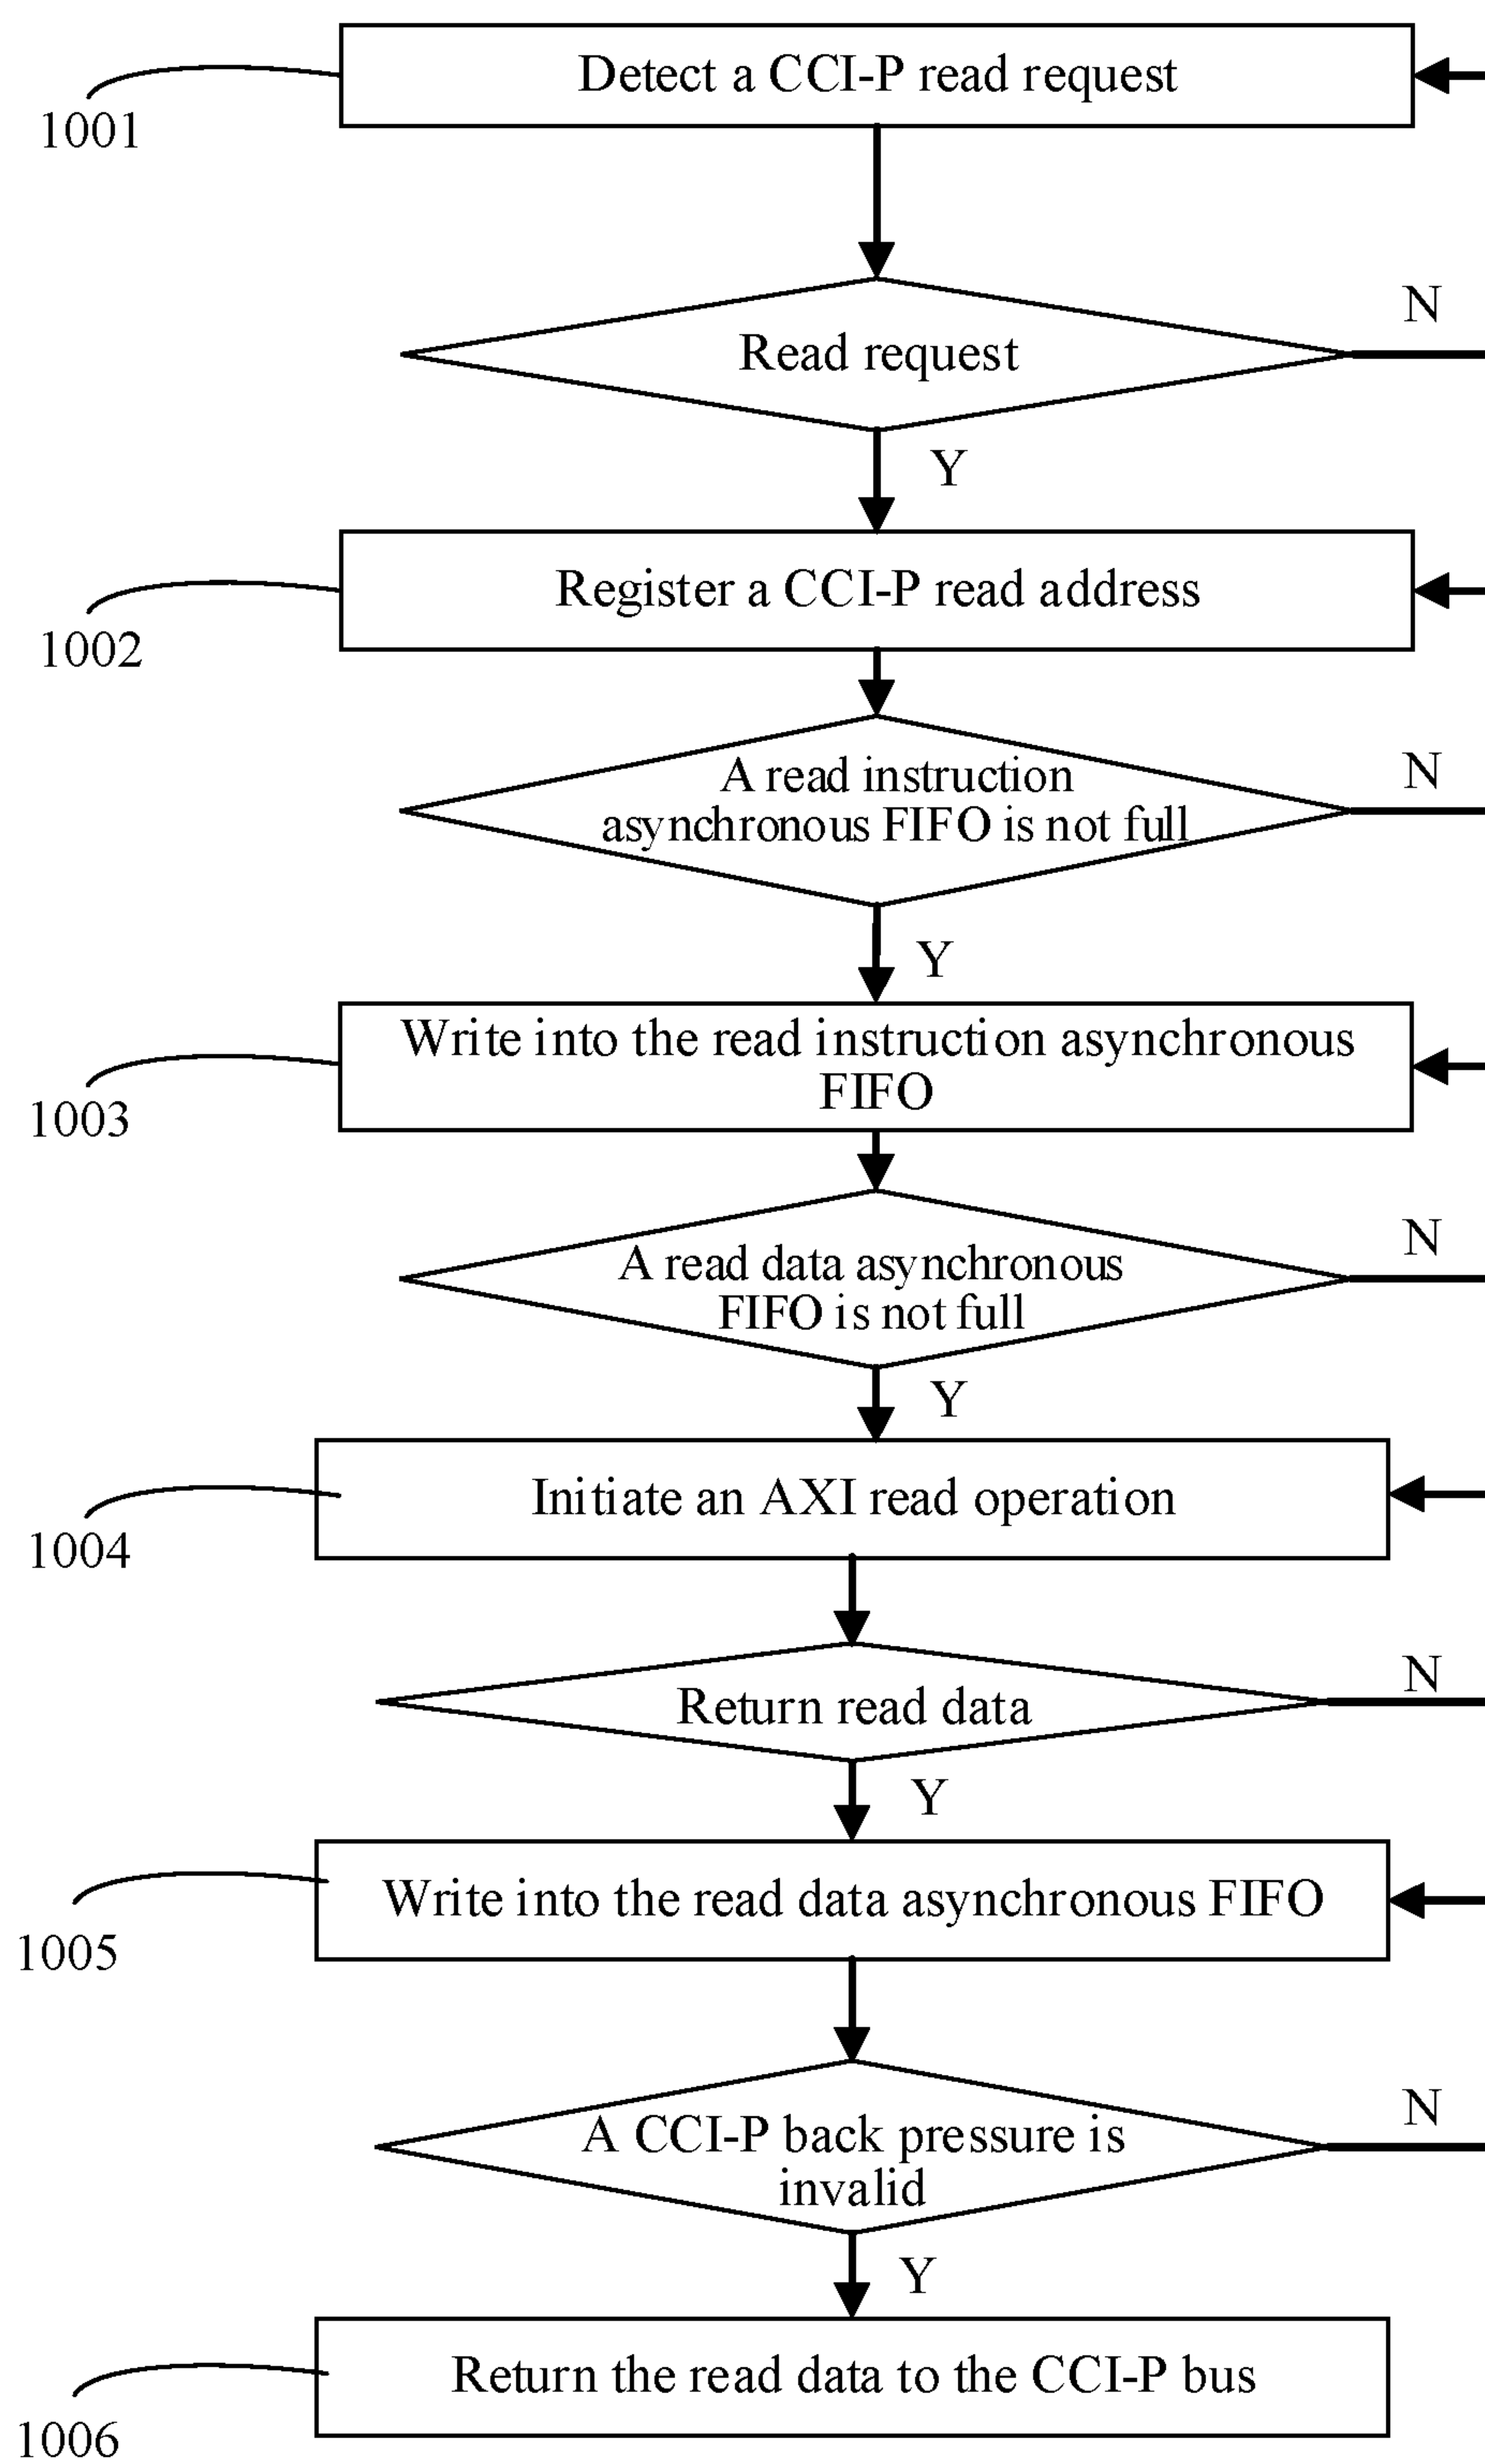 Detect a CCI-P read request
1001
Read request
N
Y
Register a CCI-P read address
1002
A read instruction
asynchronous FIFO is not full
N
Y
Write into the read instruction asynchronous
FIFO
1003
A read data asynchronous
FIFO is not full
N
Y
Initiate an AXI read operation
1004
Return read data
N
Y
Write into the read data asynchronous FIFO
1005
A CCI-P back pressure is
invalid
N
Y
Return the read data to the CCI-P bus
1006